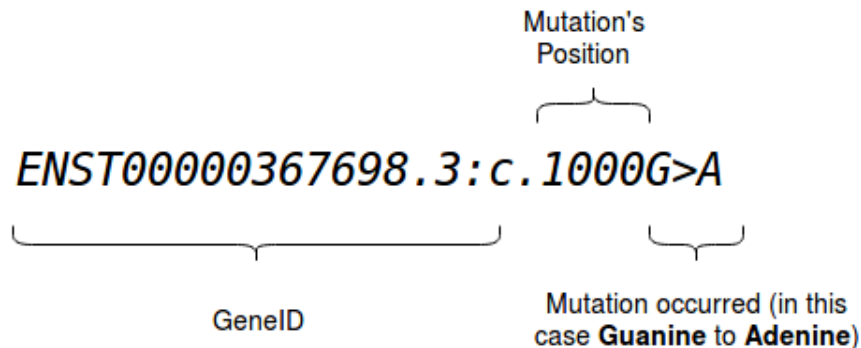 Mutation's
Position
ENST00000367698.3:c.1000G>A
GeneID
Mutation occurred (in this
case Guanine to Adenine)